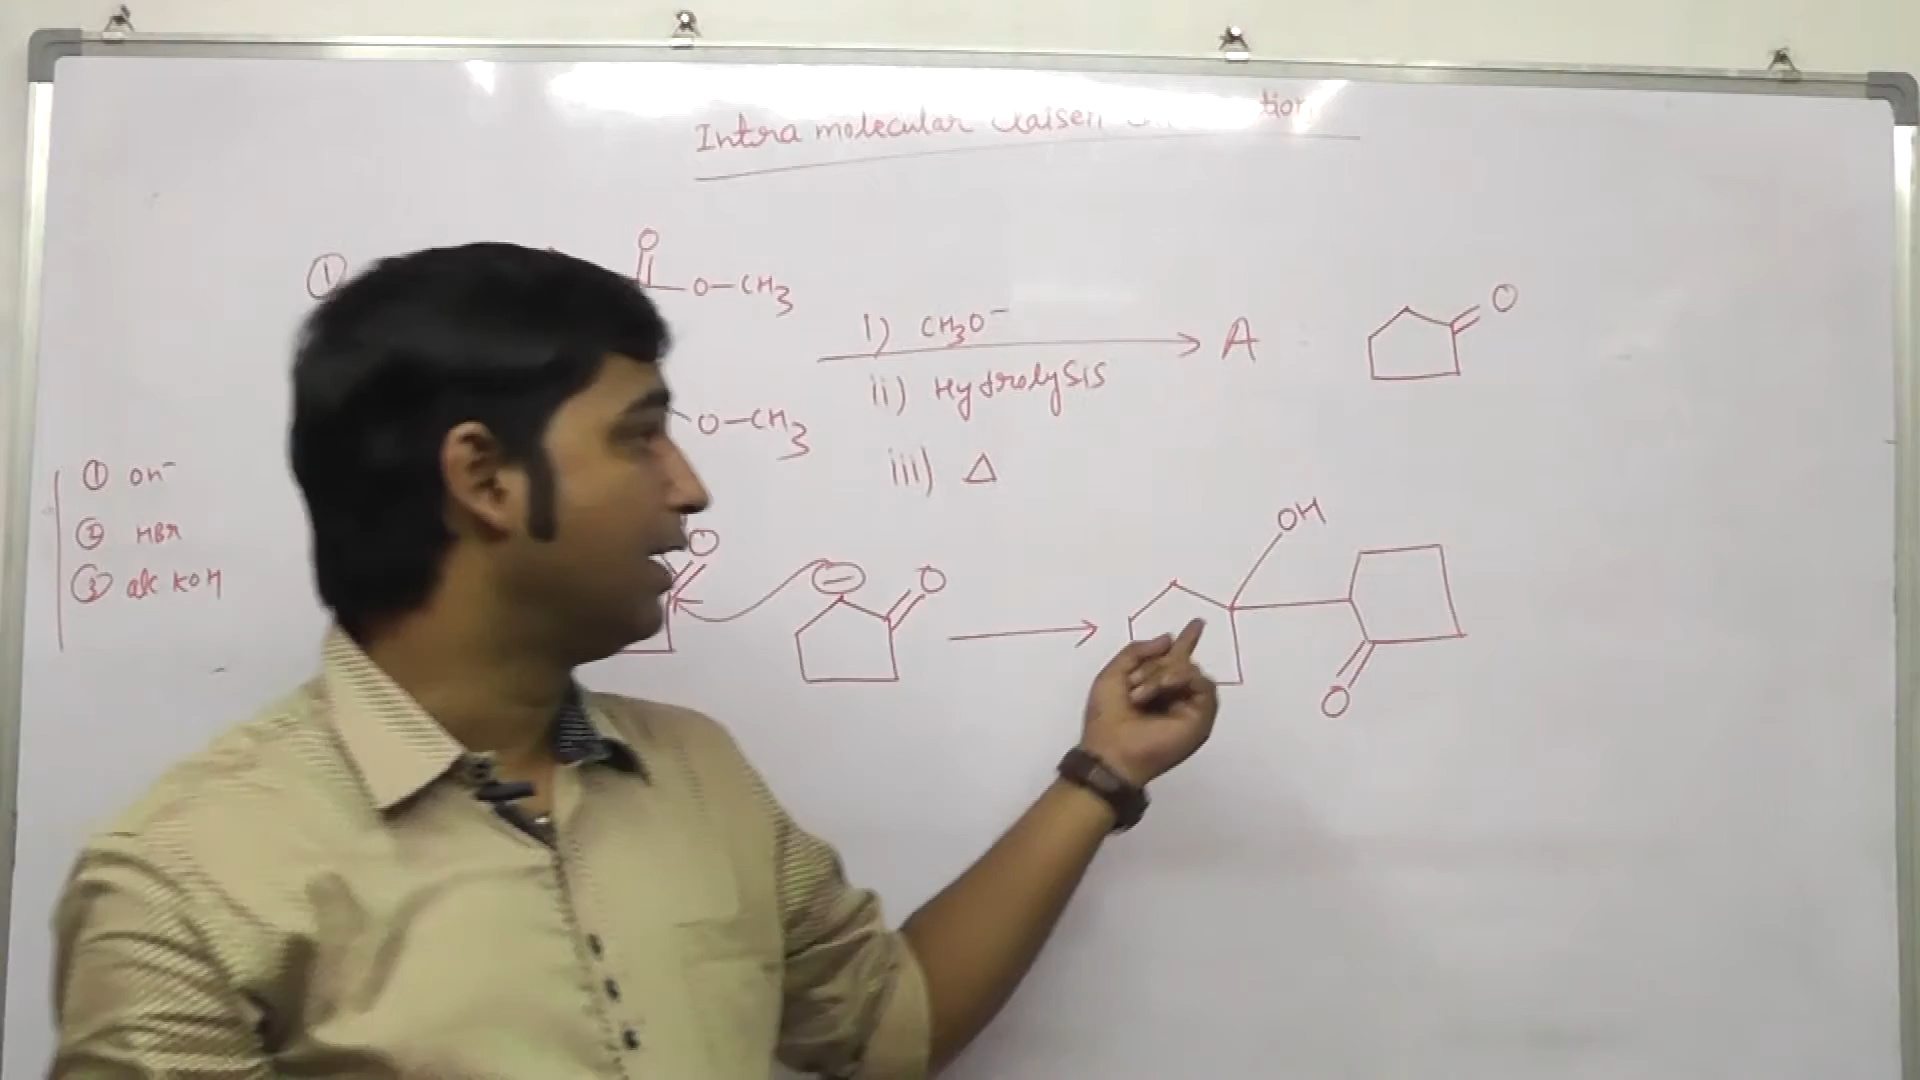 Intra molecular
①
O
O-CH3
i) CH3O⁻
A
O
ii) Hydrolysis
O-CH3
iii) Δ
① OH⁻
② HBr
③ alc KOH
O
⊖
O
OH
O